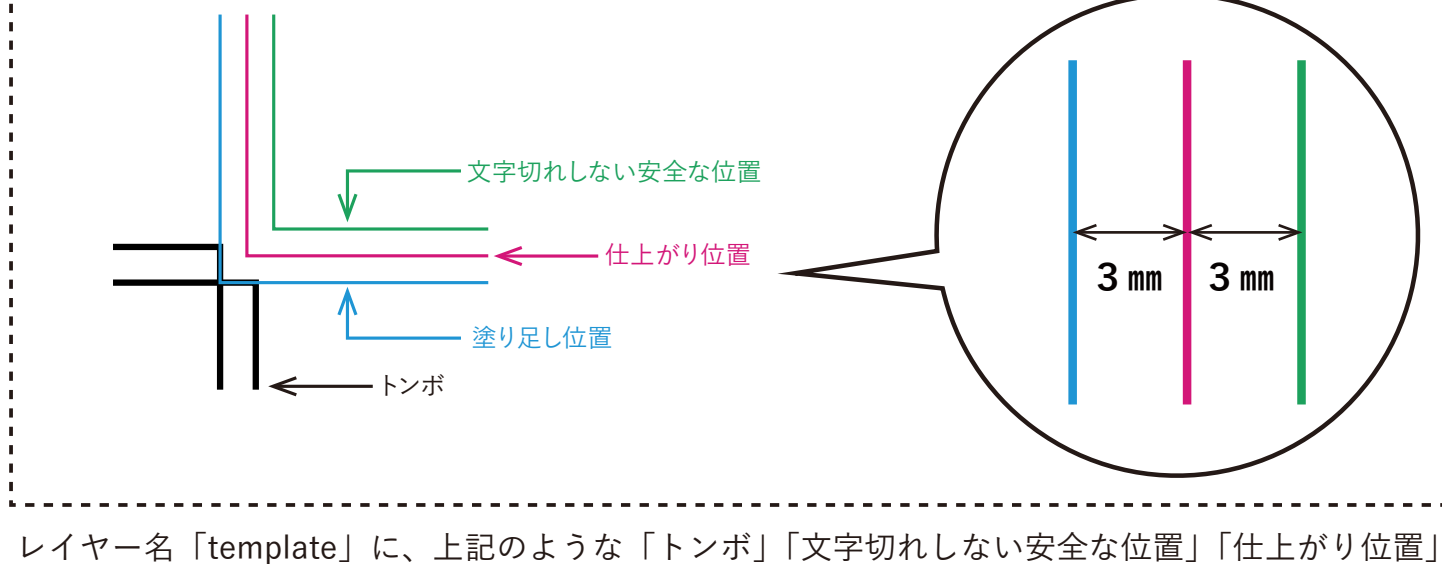 文字切れしない安全な位置
仕上がり位置
塗り足し位置
トンボ
3㎜ 3㎜
レイヤー名「template」に、上記のような「トンボ」「文字切れしない安全な位置」「仕上がり位置」